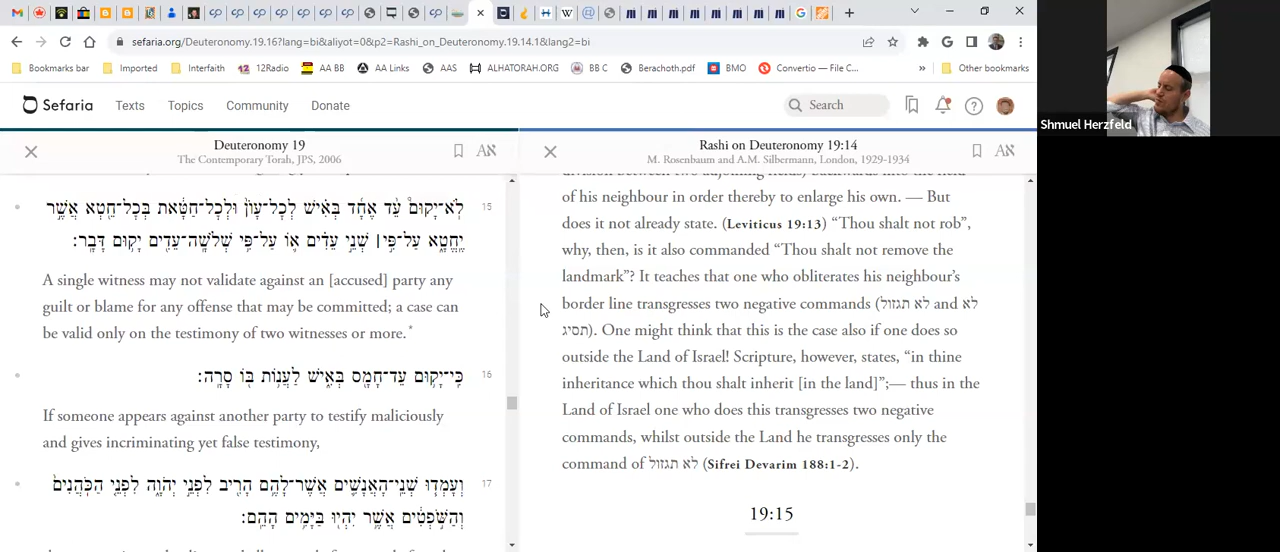 sefaria.org/Deuteronomy.19.16?lang=bi&aliyot=0&p2=Rashi_on_Deuteronomy.19.14.1&lang2=bi
Bookmarks bar Imported Interfaith 12Radio AA BB AA Links AAS ALHATORAH.ORG BB C Berachoth.pdf BMO Convertio — File C... » Other bookmarks
Sefaria Texts Topics Community Donate Search
Deuteronomy 19
The Contemporary Torah, JPS, 2006
15 לֹא־יָקוּם֩ עֵ֨ד אֶחָ֜ד בְּאִ֗ישׁ לְכׇל־עָוֺן֙ וּלְכׇל־חַטָּ֔את בְּכׇל־חֵ֖טְא אֲשֶׁ֣ר
יֶֽחֱטָ֑א עַל־פִּ֣י ׀ שְׁנֵ֣י עֵדִ֗ים א֛וֹ עַל־פִּ֥י שְׁלֹשָֽׁה־עֵדִ֖ים יָק֥וּם דָּבָֽר׃
A single witness may not validate against an [accused] party any
guilt or blame for any offense that may be committed; a case can
be valid only on the testimony of two witnesses or more.*
16 כִּֽי־יָק֥וּם עֵד־חָמָ֖ס בְּאִ֑ישׁ לַעֲנ֥וֹת בּ֖וֹ סָרָֽה׃
If someone appears against another party to testify maliciously
and gives incriminating yet false testimony,
17 וְעָמְד֧וּ שְׁנֵֽי־הָאֲנָשִׁ֛ים אֲשֶׁר־לָהֶ֥ם הָרִ֖יב לִפְנֵ֣י יְהֹוָ֑ה לִפְנֵ֤י הַכֹּֽהֲנִים֙
וְהַשֹּׁ֣פְטִ֔ים אֲשֶׁ֥ר יִהְי֖וּ בַּיָּמִ֥ים הָהֵֽם׃
Rashi on Deuteronomy 19:14
M. Rosenbaum and A.M. Silbermann, London, 1929-1934
division between two adjoining fields) backwards into the field
of his neighbour in order thereby to enlarge his own. — But
does it not already state. (Leviticus 19:13) “Thou shalt not rob”,
why, then, is it also commanded “Thou shalt not remove the
landmark”? It teaches that one who obliterates his neighbour’s
border line transgresses two negative commands (לא תגזול and לא
תסיג). One might think that this is the case also if one does so
outside the Land of Israel! Scripture, however, states, “in thine
inheritance which thou shalt inherit [in the land]”;— thus in the
Land of Israel one who does this transgresses two negative
commands, whilst outside the Land he transgresses only the
command of לא תגזול (Sifrei Devarim 188:1-2).
19:15
Shmuel Herzfeld